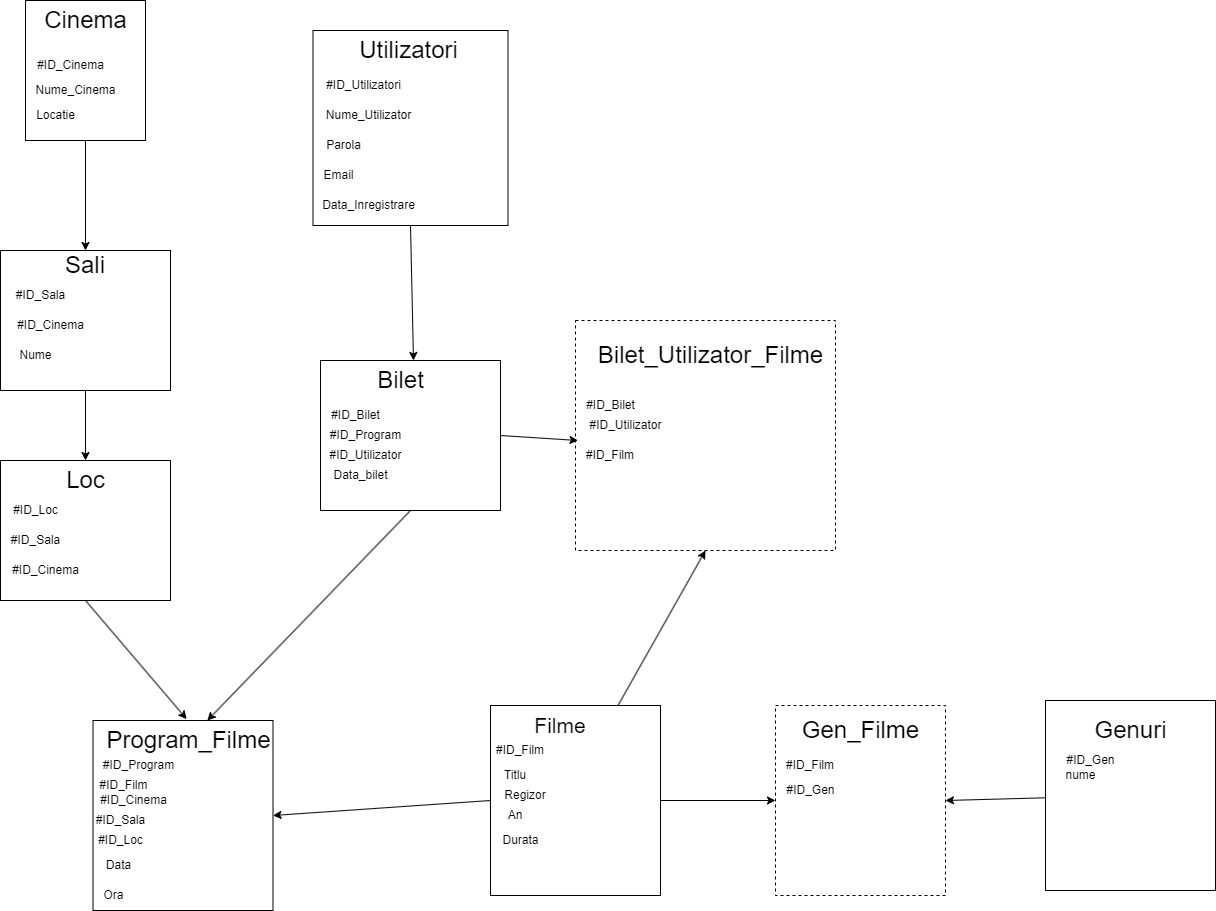 Cinema
#ID_Cinema
Nume_Cinema
Locatie
Utilizatori
#ID_Utilizatori
Nume_Utilizator
Parola
Email
Data_Inregistrare
Sali
#ID_Sala
#ID_Cinema
Nume
Bilet
#ID_Bilet
#ID_Program
#ID_Utilizator
Data_bilet
Bilet_Utilizator_Filme
#ID_Bilet
#ID_Utilizator
#ID_Film
Loc
#ID_Loc
#ID_Sala
#ID_Cinema
Program_Filme
#ID_Program
#ID_Film
#ID_Cinema
#ID_Sala
#ID_Loc
Data
Ora
Filme
#ID_Film
Titlu
Regizor
An
Durata
Gen_Filme
#ID_Film
#ID_Gen
Genuri
#ID_Gen
nume